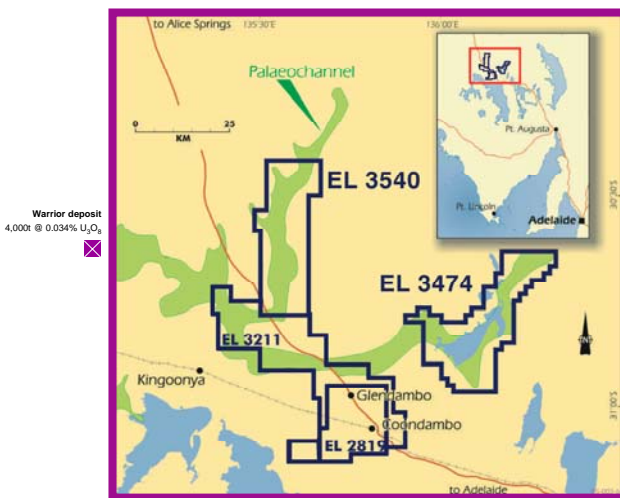 to Alice Springs
135°30'E
136°00'E
Palaeochannel
0
25
KM
Pt. Augusta
Pt. Lincoln
Adelaide
EL 3540
30°30'S
Warrior deposit
4,000t @ 0.034% U₃O₈
EL 3474
EL 3211
Kingoonya
Glendambo
Coondambo
EL 2819
to Adelaide